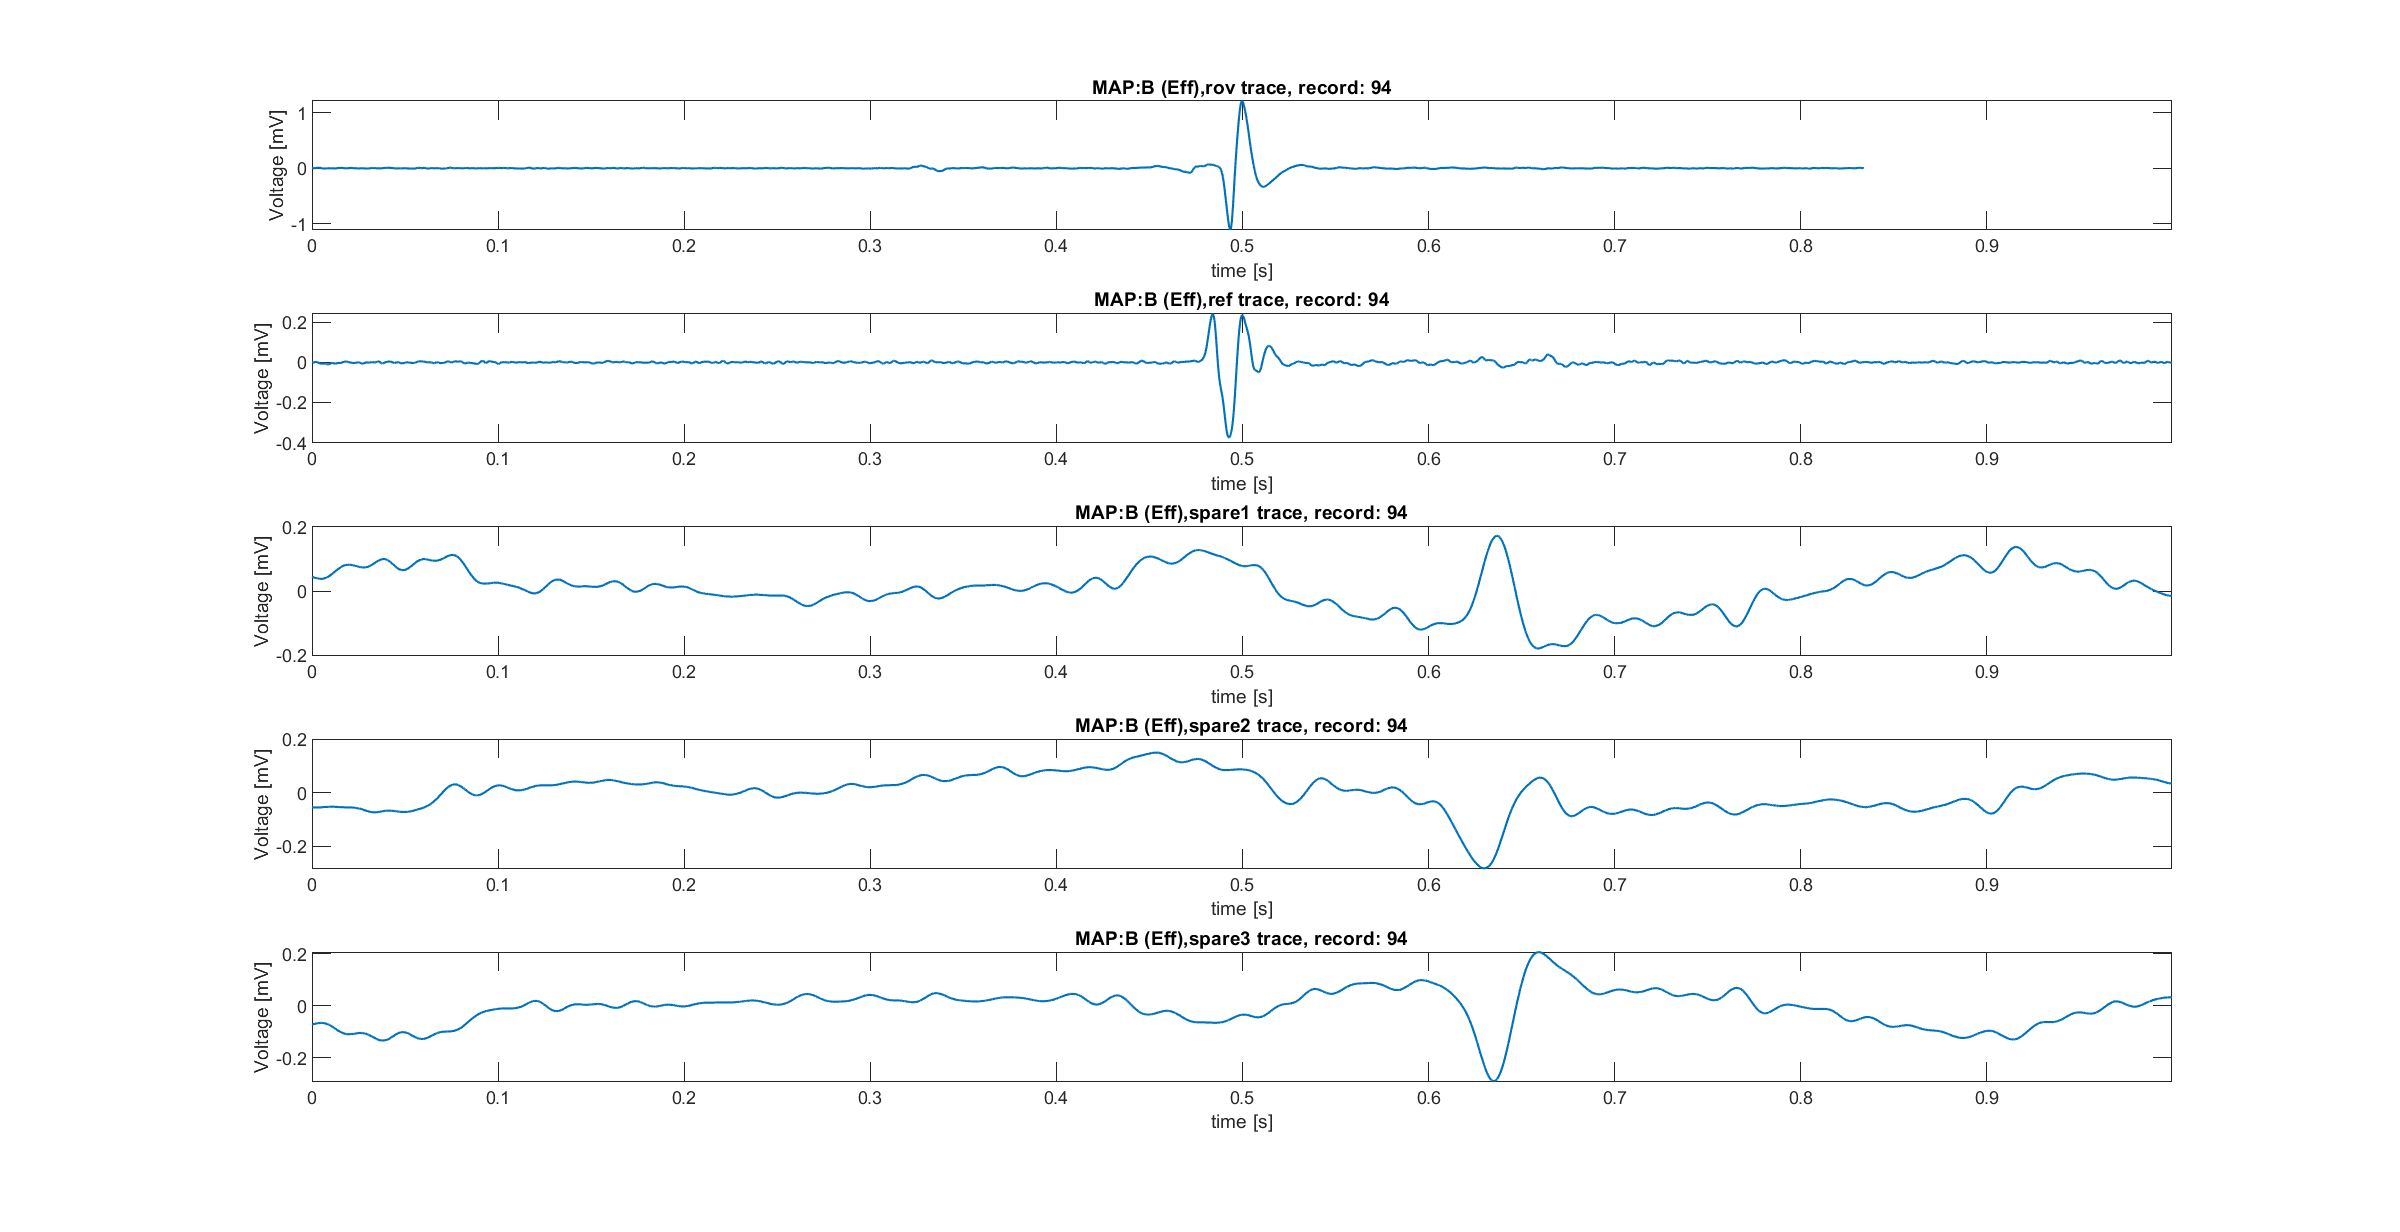 MAP:B (Eff),rov trace, record: 94
Voltage [mV]
1
0
-1
0 0.1 0.2 0.3 0.4 0.5 0.6 0.7 0.8 0.9
time [s]
MAP:B (Eff),ref trace, record: 94
Voltage [mV]
0.2
0
-0.2
-0.4
0 0.1 0.2 0.3 0.4 0.5 0.6 0.7 0.8 0.9
time [s]
MAP:B (Eff),spare1 trace, record: 94
Voltage [mV]
0.2
0
-0.2
0 0.1 0.2 0.3 0.4 0.5 0.6 0.7 0.8 0.9
time [s]
MAP:B (Eff),spare2 trace, record: 94
Voltage [mV]
0.2
0
-0.2
0 0.1 0.2 0.3 0.4 0.5 0.6 0.7 0.8 0.9
time [s]
MAP:B (Eff),spare3 trace, record: 94
Voltage [mV]
0.2
0
-0.2
0 0.1 0.2 0.3 0.4 0.5 0.6 0.7 0.8 0.9
time [s]